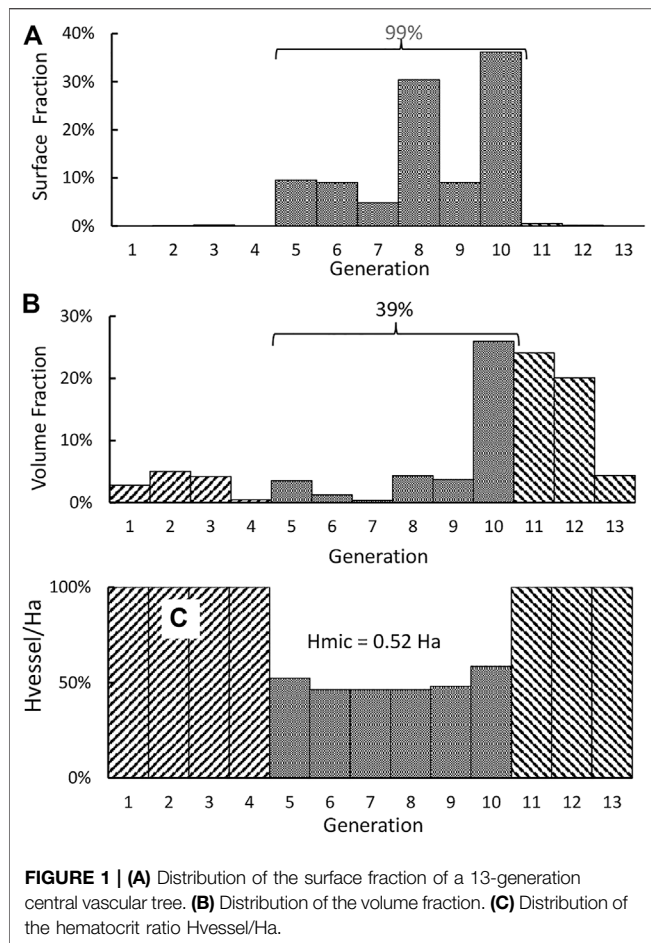 A
99%
40%
30%
20%
10%
0%
Surface Fraction
1 2 3 4 5 6 7 8 9 10 11 12 13
Generation
B
39%
30%
20%
10%
0%
Volume Fraction
1 2 3 4 5 6 7 8 9 10 11 12 13
Generation
100%
50%
0%
Hvessel/Ha
C
Hmic = 0.52 Ha
1 2 3 4 5 6 7 8 9 10 11 12 13
Generation
FIGURE 1 | (A) Distribution of the surface fraction of a 13-generation
central vascular tree. (B) Distribution of the volume fraction. (C) Distribution of
the hematocrit ratio Hvessel/Ha.